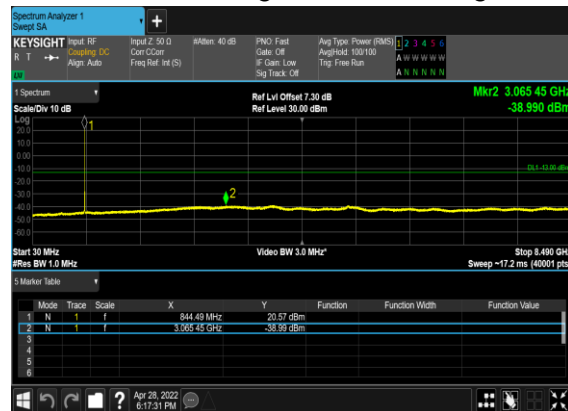 Spectrum Analyzer 1
Swept SA
+
KEYSIGHT Input: RF Input Z: 50 Ω #Atten: 40 dB PNO: Fast Avg Type: Power (RMS) 1 2 3 4 5 6
R T Coupling: DC Corr CCorr Gate: Off Avg|Hold: 100/100 A W W W W W
Align: Auto Freq Ref: Int (S) IF Gain: Low Trig: Free Run
LW Sig Track: Off A N N N N N
1 Spectrum Ref Lvl Offset 7.30 dB Mkr2 3.065 45 GHz
Scale/Div 10 dB Ref Level 30.00 dBm -38.990 dBm
Log
20.0
10.0
0.00
-10.0
-20.0
-30.0
-40.0
-50.0
-60.0
1
DL1 -13.00 dBm
2
Start 30 MHz Video BW 3.0 MHz* Stop 8.490 GHz
#Res BW 1.0 MHz Sweep ~17.2 ms (40001 pts)
5 Marker Table
Mode Trace Scale X Y Function Function Width Function Value
1 N 1 f 844.49 MHz 20.57 dBm
2 N 1 f 3.065 45 GHz -38.99 dBm
3
4
5
6
? Apr 28, 2022
6:17:31 PM